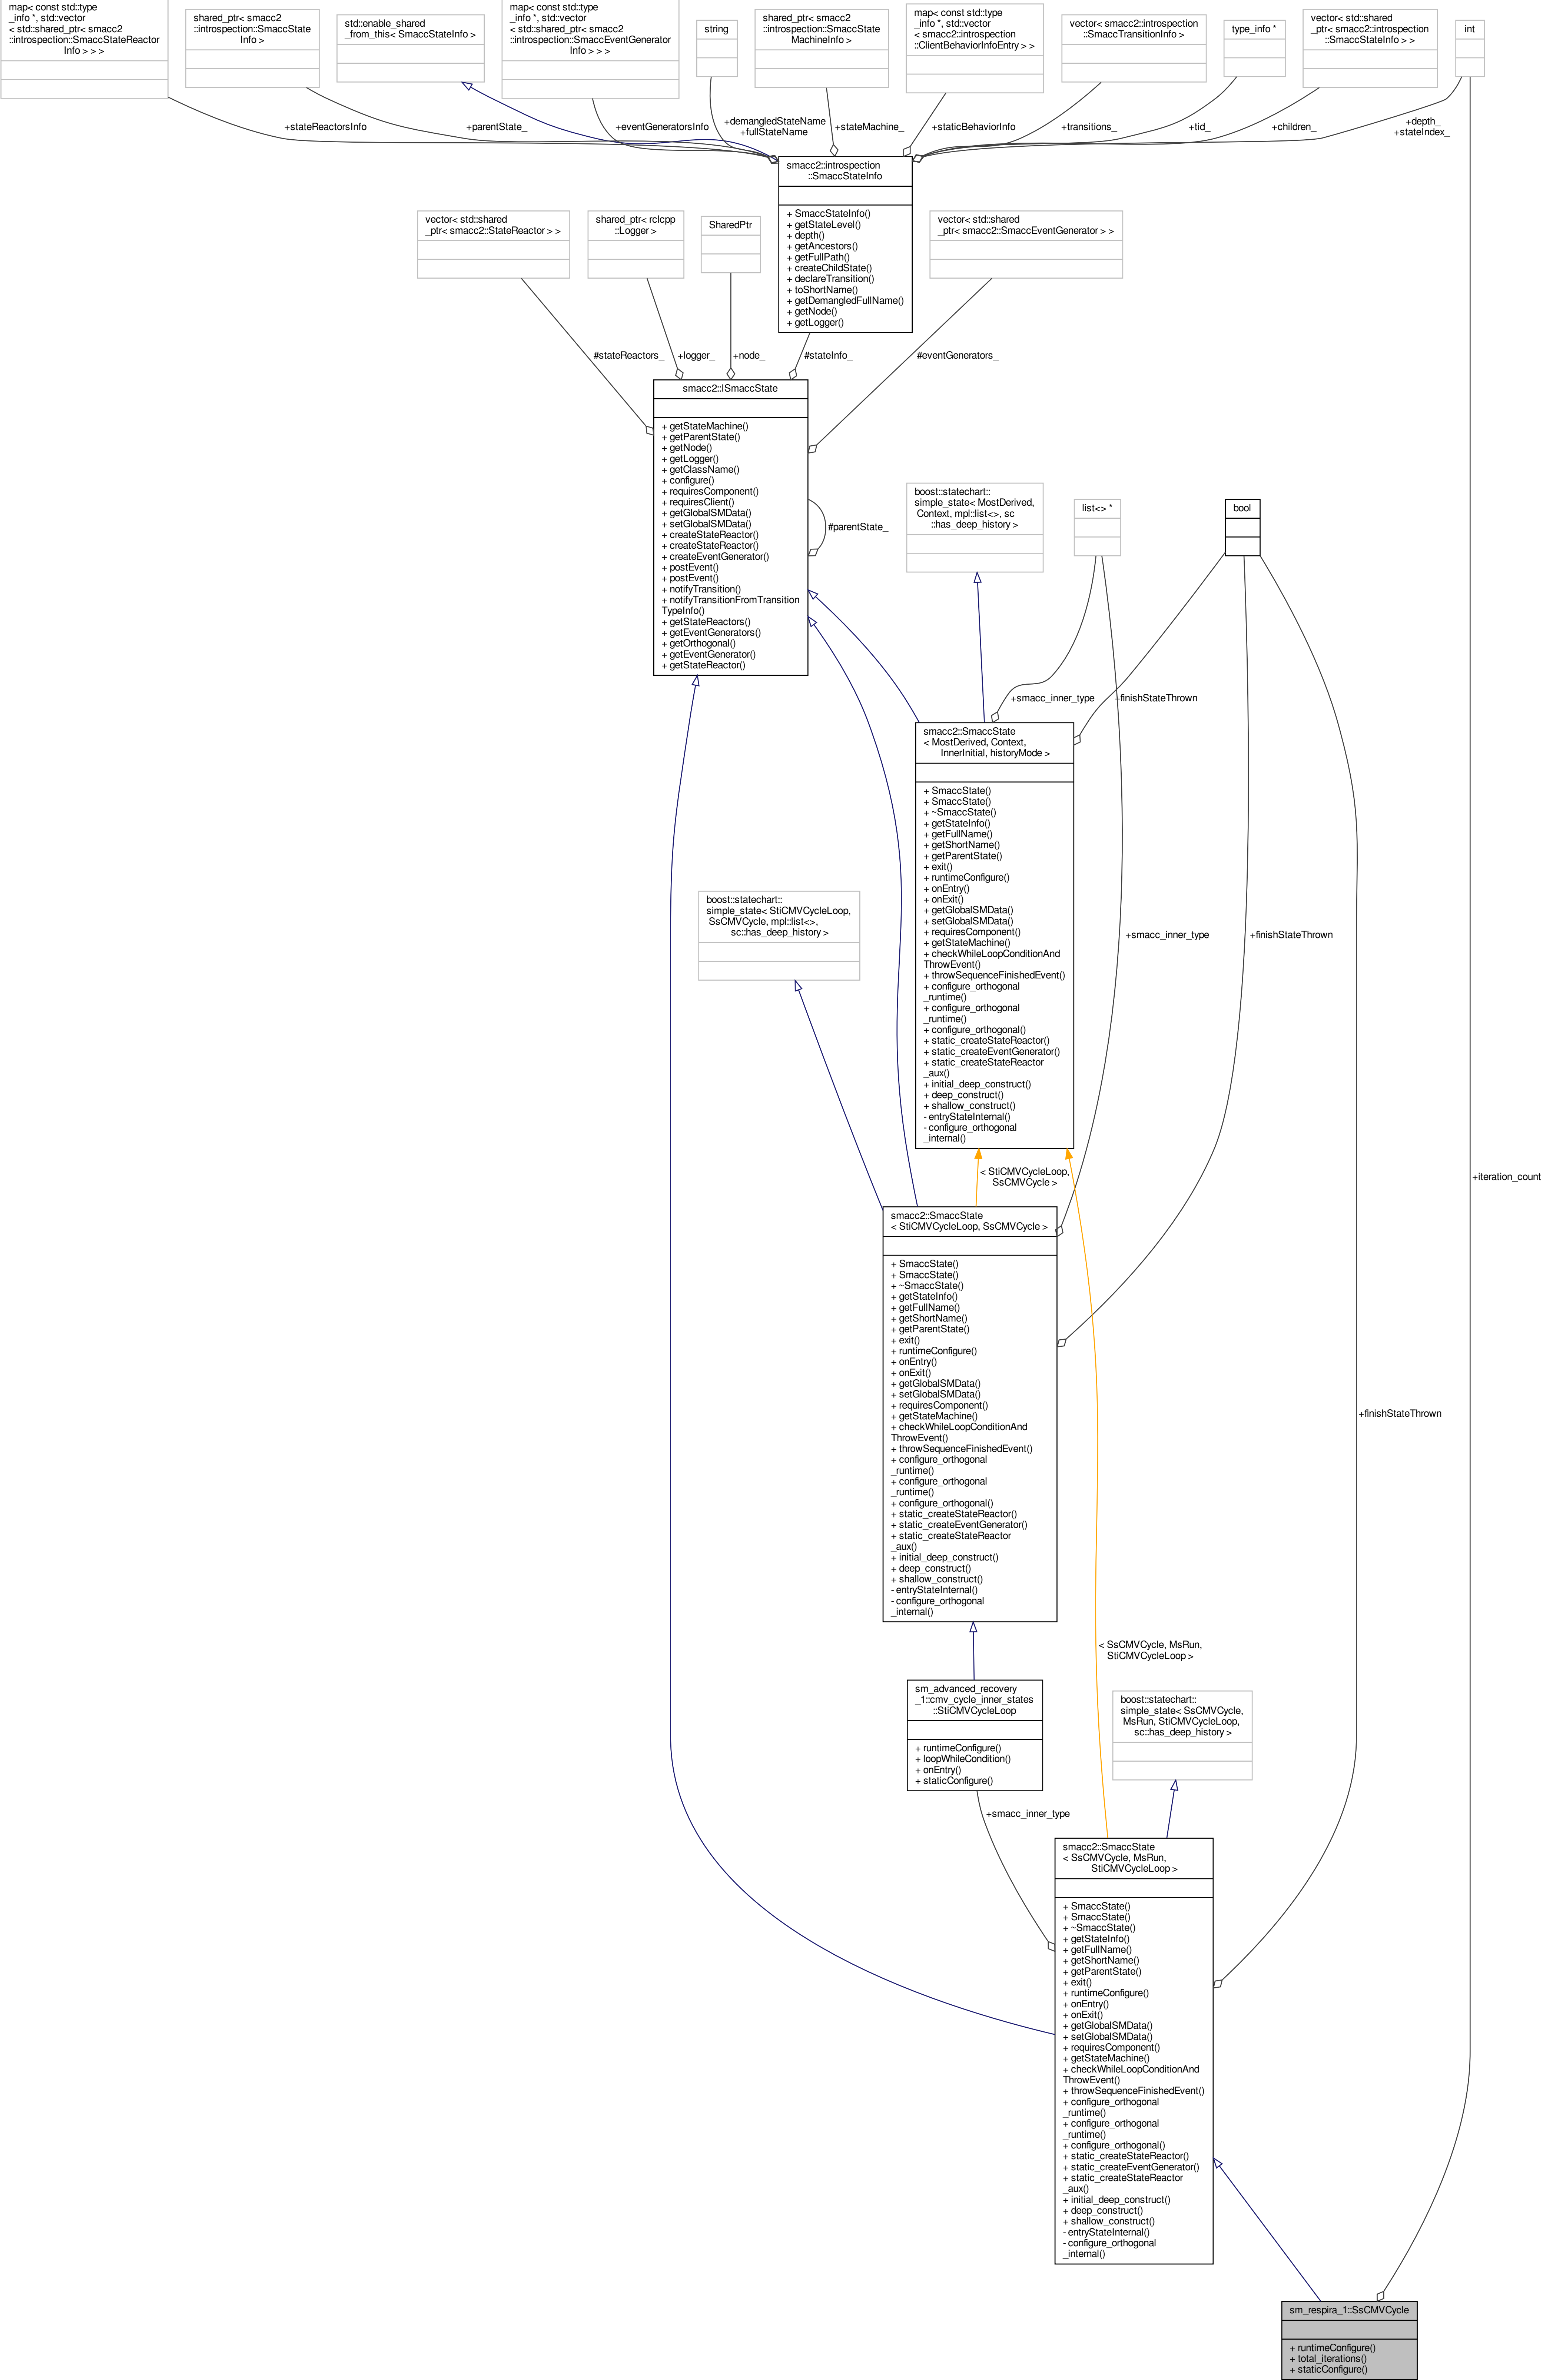 map< const std::type
_info *, std::vector
< std::shared_ptr< smacc2
::introspection::SmaccStateReactor
Info > > >
shared_ptr< smacc2
::introspection::SmaccState
Info >
std::enable_shared
_from_this< SmaccStateInfo >
map< const std::type
_info *, std::vector
< std::shared_ptr< smacc2
::introspection::SmaccEventGenerator
Info > > >
string
shared_ptr< smacc2
::introspection::SmaccState
MachineInfo >
map< const std::type
_info *, std::vector
< smacc2::introspection
::ClientBehaviorInfoEntry > >
vector< smacc2::introspection
::SmaccTransitionInfo >
type_info *
vector< std::shared
_ptr< smacc2::introspection
::SmaccStateInfo > >
int
+stateReactorsInfo
+parentState_
+eventGeneratorsInfo
+demangledStateName
+fullStateName
+stateMachine_
+staticBehaviorInfo
+transitions_
+tid_
+children_
+depth_
+stateIndex_
smacc2::introspection
::SmaccStateInfo
+ SmaccStateInfo()
+ getStateLevel()
+ depth()
+ getAncestors()
+ getFullPath()
+ createChildState()
+ declareTransition()
+ toShortName()
+ getDemangledFullName()
+ getNode()
+ getLogger()
vector< std::shared
_ptr< smacc2::StateReactor > >
shared_ptr< rclcpp
::Logger >
SharedPtr
vector< std::shared
_ptr< smacc2::SmaccEventGenerator > >
#stateReactors_
+logger_
+node_
#stateInfo_
#eventGenerators_
smacc2::ISmaccState
+ getStateMachine()
+ getParentState()
+ getNode()
+ getLogger()
+ getClassName()
+ configure()
+ requiresComponent()
+ requiresClient()
+ getGlobalSMData()
+ setGlobalSMData()
+ createStateReactor()
+ createStateReactor()
+ createEventGenerator()
+ postEvent()
+ postEvent()
+ notifyTransition()
+ notifyTransitionFromTransition
TypeInfo()
+ getStateReactors()
+ getEventGenerators()
+ getOrthogonal()
+ getEventGenerator()
+ getStateReactor()
#parentState_
boost::statechart::
simple_state< MostDerived,
Context, mpl::list<>, sc
::has_deep_history >
list<> *
bool
+smacc_inner_type
+finishStateThrown
smacc2::SmaccState
< MostDerived, Context,
InnerInitial, historyMode >
+ SmaccState()
+ SmaccState()
+ ~SmaccState()
+ getStateInfo()
+ getFullName()
+ getShortName()
+ getParentState()
+ exit()
+ runtimeConfigure()
+ onEntry()
+ onExit()
+ getGlobalSMData()
+ setGlobalSMData()
+ requiresComponent()
+ getStateMachine()
+ checkWhileLoopConditionAnd
ThrowEvent()
+ throwSequenceFinishedEvent()
+ configure_orthogonal
_runtime()
+ configure_orthogonal
_runtime()
+ configure_orthogonal()
+ static_createStateReactor()
+ static_createEventGenerator()
+ static_createStateReactor
_aux()
+ initial_deep_construct()
+ deep_construct()
+ shallow_construct()
- entryStateInternal()
- configure_orthogonal
_internal()
boost::statechart::
simple_state< StiCMVCycleLoop,
SsCMVCycle, mpl::list<>,
sc::has_deep_history >
+smacc_inner_type
+finishStateThrown
< StiCMVCycleLoop,
SsCMVCycle >
+iteration_count
smacc2::SmaccState
< StiCMVCycleLoop, SsCMVCycle >
+ SmaccState()
+ SmaccState()
+ ~SmaccState()
+ getStateInfo()
+ getFullName()
+ getShortName()
+ getParentState()
+ exit()
+ runtimeConfigure()
+ onEntry()
+ onExit()
+ getGlobalSMData()
+ setGlobalSMData()
+ requiresComponent()
+ getStateMachine()
+ checkWhileLoopConditionAnd
ThrowEvent()
+ throwSequenceFinishedEvent()
+ configure_orthogonal
_runtime()
+ configure_orthogonal
_runtime()
+ configure_orthogonal()
+ static_createStateReactor()
+ static_createEventGenerator()
+ static_createStateReactor
_aux()
+ initial_deep_construct()
+ deep_construct()
+ shallow_construct()
- entryStateInternal()
- configure_orthogonal
_internal()
+finishStateThrown
< SsCMVCycle, MsRun,
StiCMVCycleLoop >
sm_advanced_recovery
_1::cmv_cycle_inner_states
::StiCMVCycleLoop
+ runtimeConfigure()
+ loopWhileCondition()
+ onEntry()
+ staticConfigure()
boost::statechart::
simple_state< SsCMVCycle,
MsRun, StiCMVCycleLoop,
sc::has_deep_history >
+smacc_inner_type
smacc2::SmaccState
< SsCMVCycle, MsRun,
StiCMVCycleLoop >
+ SmaccState()
+ SmaccState()
+ ~SmaccState()
+ getStateInfo()
+ getFullName()
+ getShortName()
+ getParentState()
+ exit()
+ runtimeConfigure()
+ onEntry()
+ onExit()
+ getGlobalSMData()
+ setGlobalSMData()
+ requiresComponent()
+ getStateMachine()
+ checkWhileLoopConditionAnd
ThrowEvent()
+ throwSequenceFinishedEvent()
+ configure_orthogonal
_runtime()
+ configure_orthogonal
_runtime()
+ configure_orthogonal()
+ static_createStateReactor()
+ static_createEventGenerator()
+ static_createStateReactor
_aux()
+ initial_deep_construct()
+ deep_construct()
+ shallow_construct()
- entryStateInternal()
- configure_orthogonal
_internal()
sm_respira_1::SsCMVCycle
+ runtimeConfigure()
+ total_iterations()
+ staticConfigure()